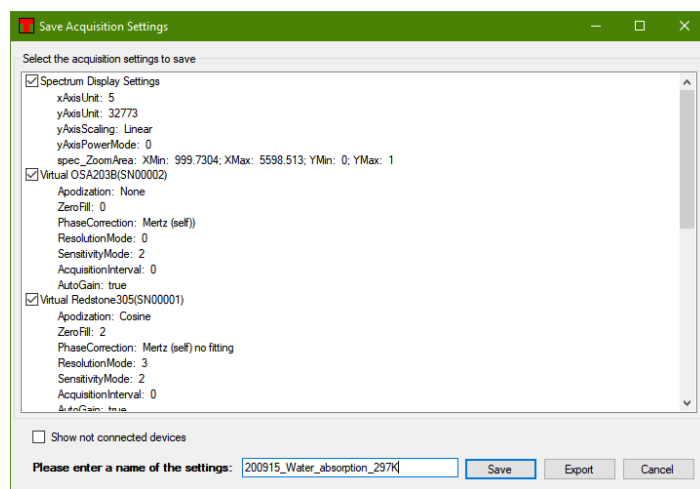 Save Acquisition Settings
Select the acquisition settings to save
Spectrum Display Settings
xAxisUnit: 5
yAxisUnit: 32773
yAxisScaling: Linear
yAxisPowerMode: 0
spec_ZoomArea: XMin: 999.7304; XMax: 5598.513; YMin: 0; YMax: 1
Virtual OSA203B(SN00002)
Apodization: None
ZeroFill: 0
PhaseCorrection: Mertz (self))
ResolutionMode: 0
SensitivityMode: 2
AcquisitionInterval: 0
AutoGain: true
Virtual Redstone305(SN00001)
Apodization: Cosine
ZeroFill: 2
PhaseCorrection: Mertz (self) no fitting
ResolutionMode: 3
SensitivityMode: 2
AcquisitionInterval: 0
AutoGain: true
Show not connected devices
Please enter a name of the settings: 200915_Water_absorption_297K Save Export Cancel